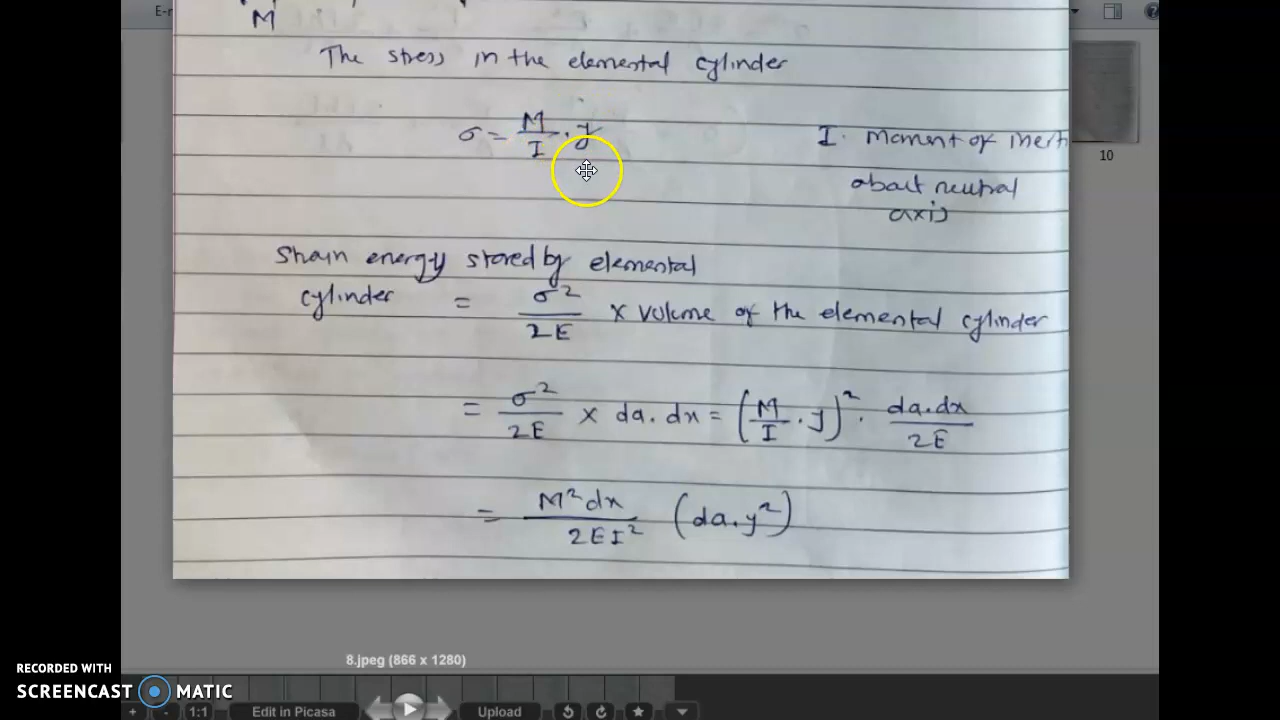 M
The stress in the elemental cylinder
σ = M/I . y
I . Moment of inerti
about neutral
axis
10
Strain energy stored by elemental
cylinder = σ²/2E x volume of the elemental cylinder
= σ²/2E x da. dx = (M/I . y)² . da.dx/2E
= M²dx/2EI² (da.y²)
8.jpeg (866 x 1280)
RECORDED WITH
SCREENCAST MATIC
1:1 Edit in Picasa Upload